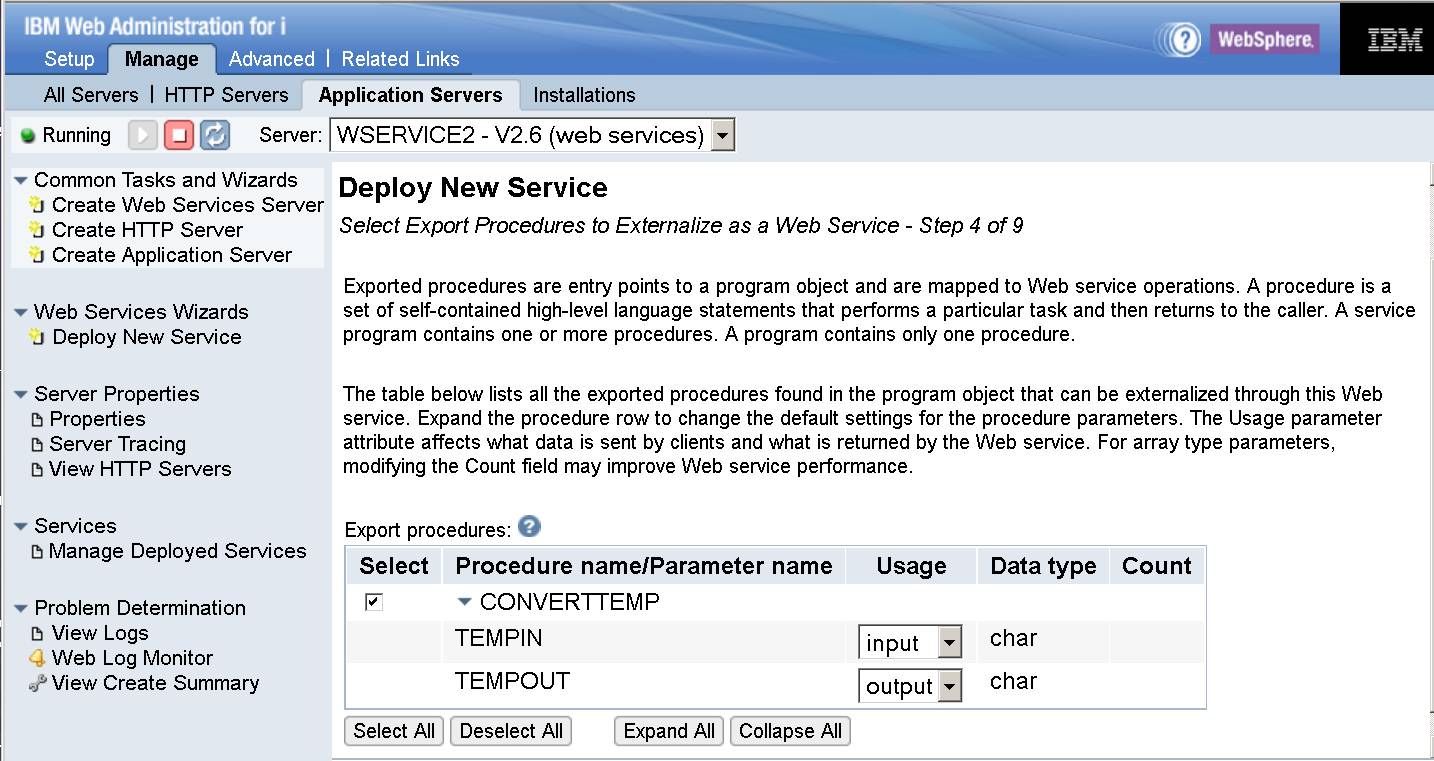 IBM Web Administration for i
WebSphere.
IBM
Setup Manage Advanced | Related Links
All Servers | HTTP Servers Application Servers Installations
Running Server: WSERVICE2 - V2.6 (web services)
Common Tasks and Wizards
Create Web Services Server
Create HTTP Server
Create Application Server
Web Services Wizards
Deploy New Service
Server Properties
Properties
Server Tracing
View HTTP Servers
Services
Manage Deployed Services
Problem Determination
View Logs
Web Log Monitor
View Create Summary
Deploy New Service
Select Export Procedures to Externalize as a Web Service - Step 4 of 9
Exported procedures are entry points to a program object and are mapped to Web service operations. A procedure is a
set of self-contained high-level language statements that performs a particular task and then returns to the caller. A service
program contains one or more procedures. A program contains only one procedure.
The table below lists all the exported procedures found in the program object that can be externalized through this Web
service. Expand the procedure row to change the default settings for the procedure parameters. The Usage parameter
attribute affects what data is sent by clients and what is returned by the Web service. For array type parameters,
modifying the Count field may improve Web service performance.
Export procedures: ?
Select Procedure name/Parameter name Usage Data type Count
CONVERTTEMP
TEMPIN input char
TEMPOUT output char
Select All Deselect All Expand All Collapse All